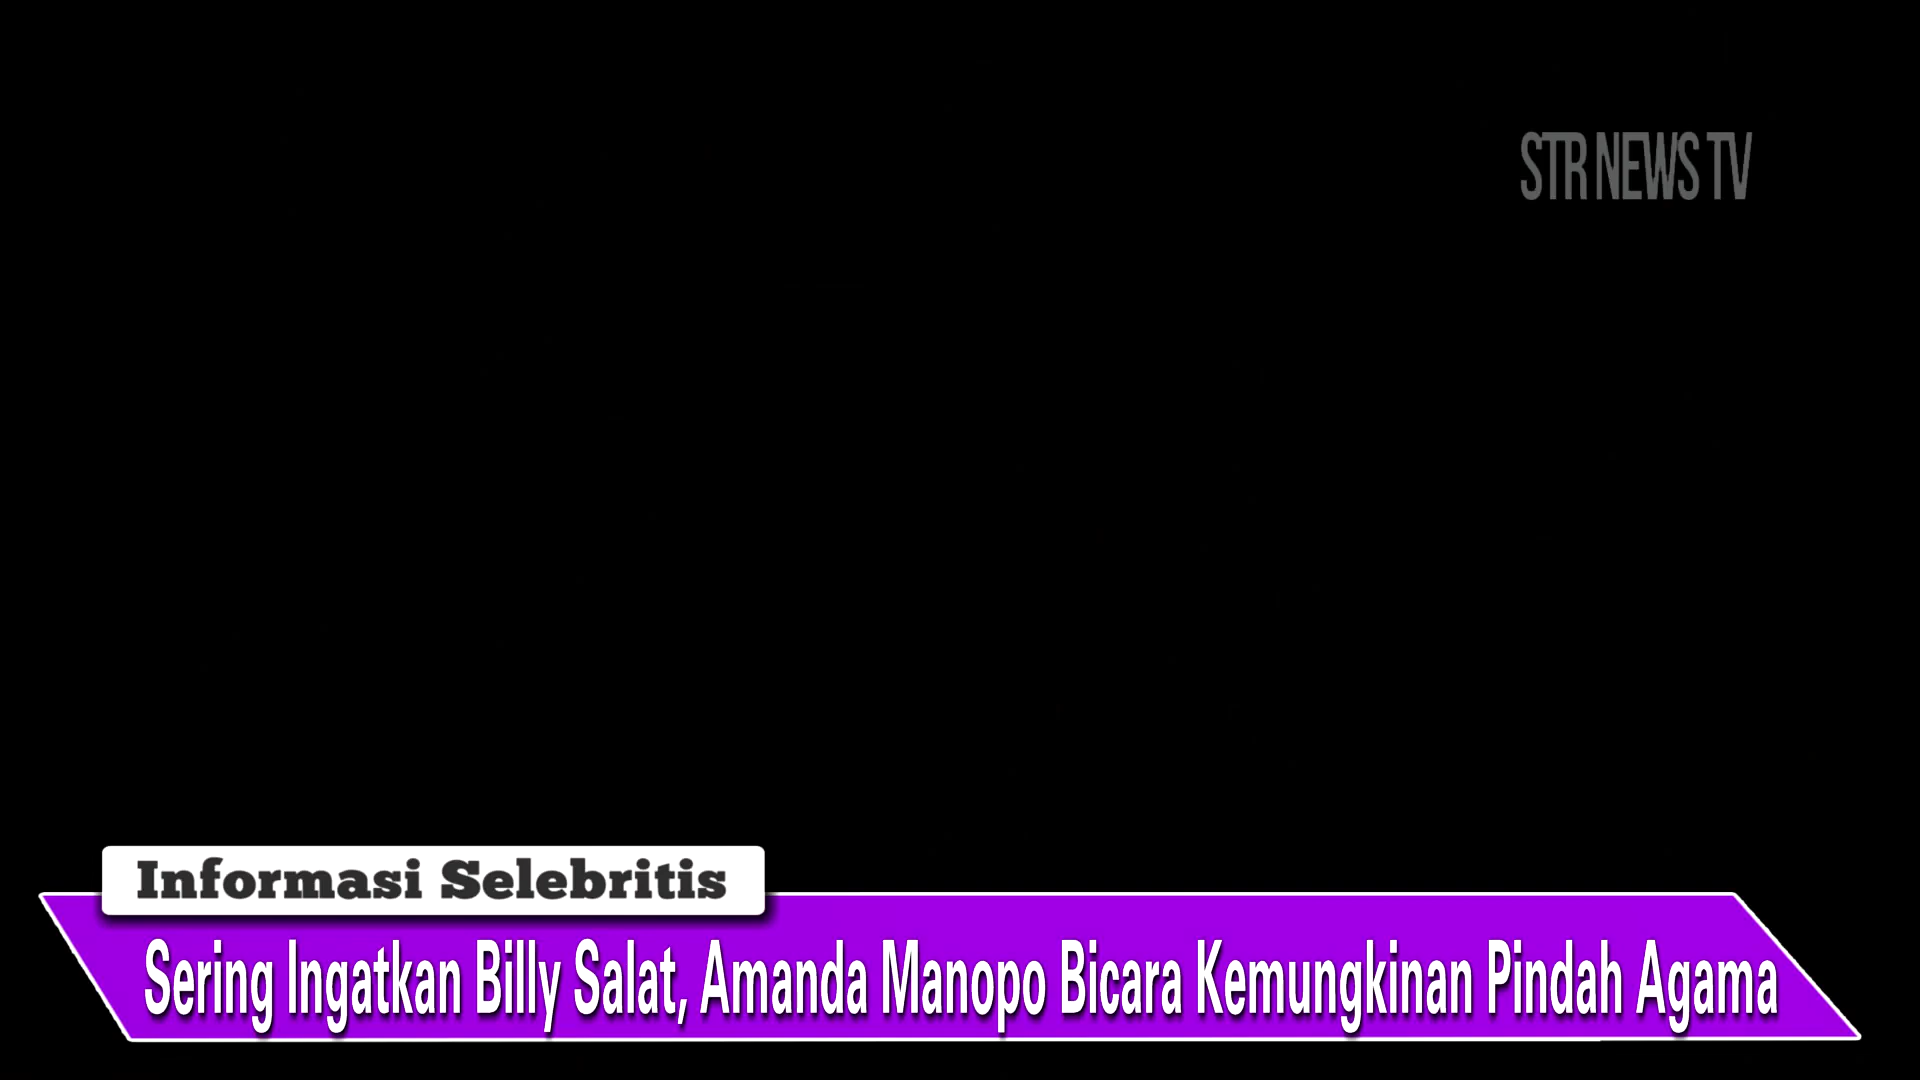 STR NEWS TV
Informasi Selebritis
Sering Ingatkan Billy Salat, Amanda Manopo Bicara Kemungkinan Pindah Agama